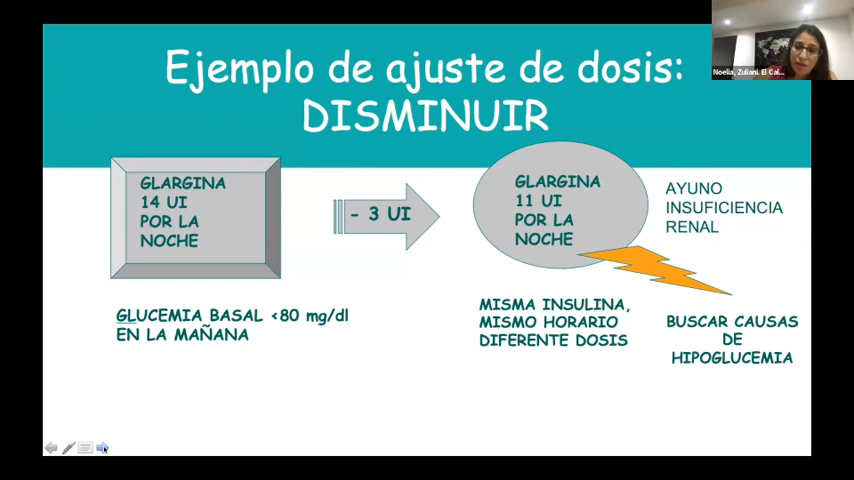 Noelia, Zuliani. El Cal...
Ejemplo de ajuste de dosis:
DISMINUIR
GLARGINA
14 UI
POR LA
NOCHE
- 3 UI
GLARGINA
11 UI
POR LA
NOCHE
AYUNO
INSUFICIENCIA
RENAL
GLUCEMIA BASAL <80 mg/dl
EN LA MAÑANA
MISMA INSULINA,
MISMO HORARIO
DIFERENTE DOSIS
BUSCAR CAUSAS
DE
HIPOGLUCEMIA